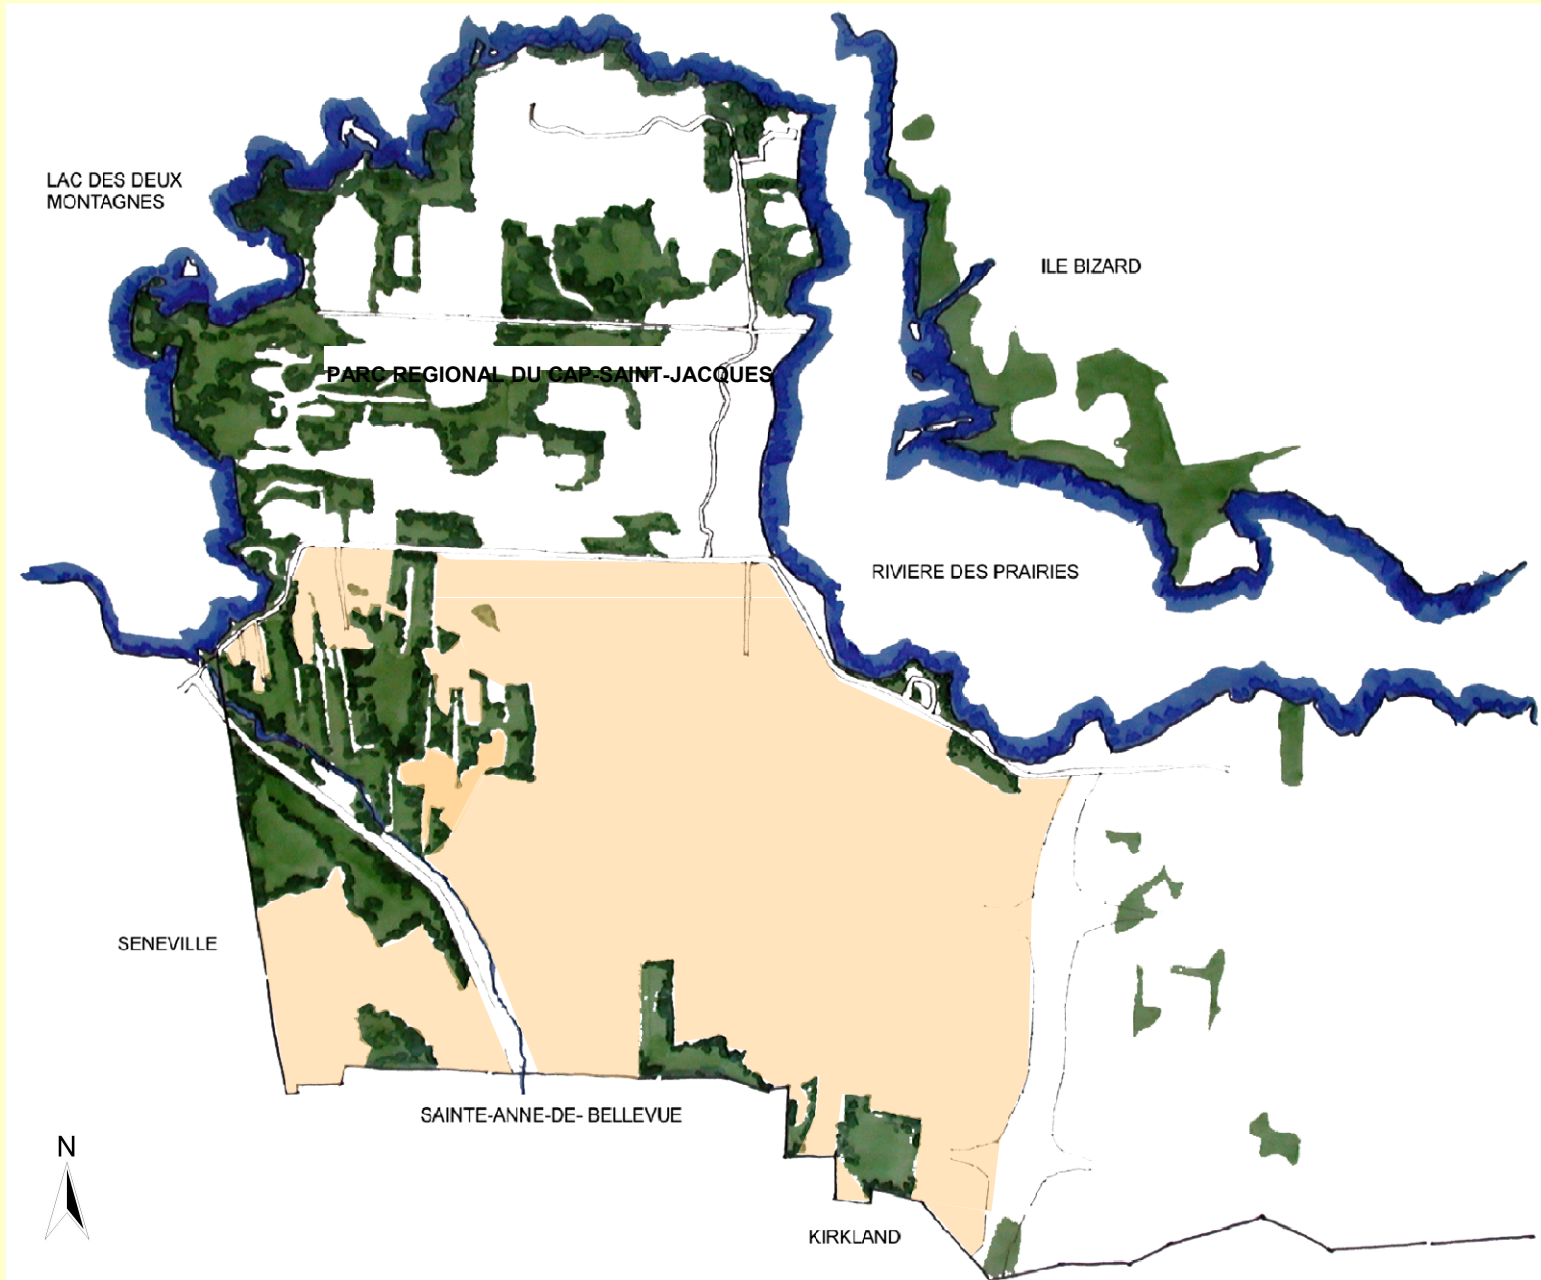 LAC DES DEUX
MONTAGNES
ILE BIZARD
PARC REGIONAL DU CAP-SAINT-JACQUES
RIVIERE DES PRAIRIES
SENEVILLE
SAINTE-ANNE-DE- BELLEVUE
N
KIRKLAND